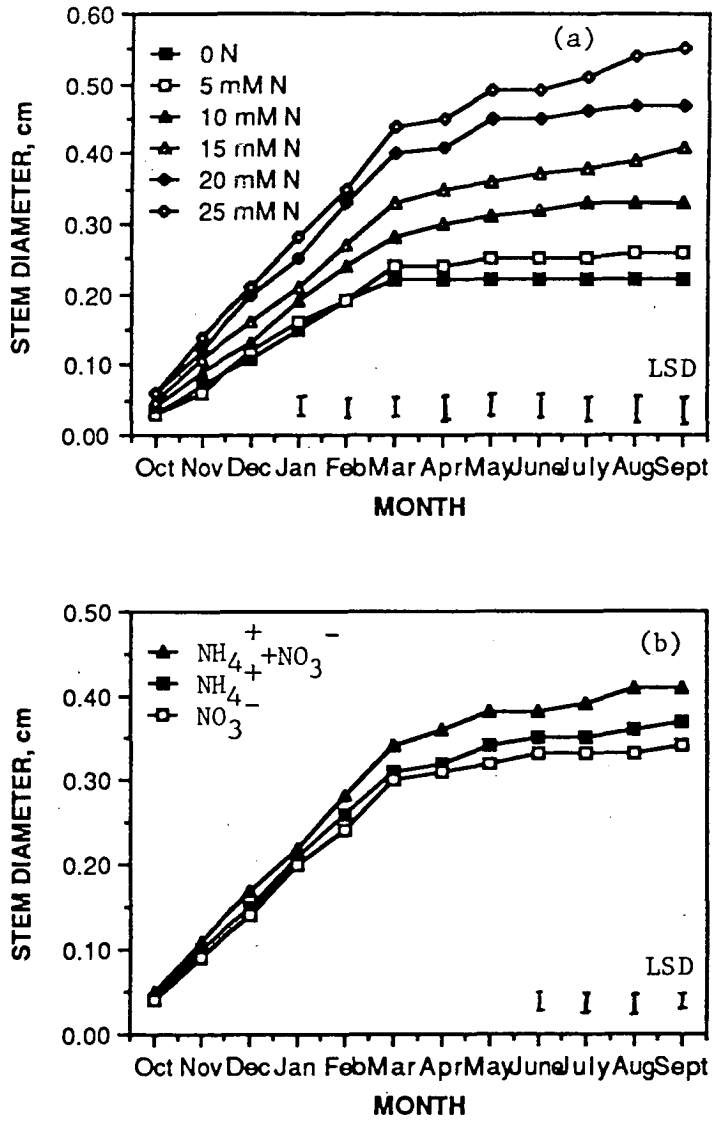 0.60
0.50
0.40
0.30
0.20
0.10
0.00
STEM DIAMETER, cm
(a)
0 N
5 mM N
10 mM N
15 mM N
20 mM N
25 mM N
LSD
Oct Nov Dec Jan Feb Mar Apr May June July Aug Sept
MONTH
0.50
0.40
0.30
0.20
0.10
0.00
STEM DIAMETER, cm
(b)
NH4+ +NO3-
NH4+
NO3-
LSD
Oct Nov Dec Jan Feb Mar Apr May June July Aug Sept
MONTH